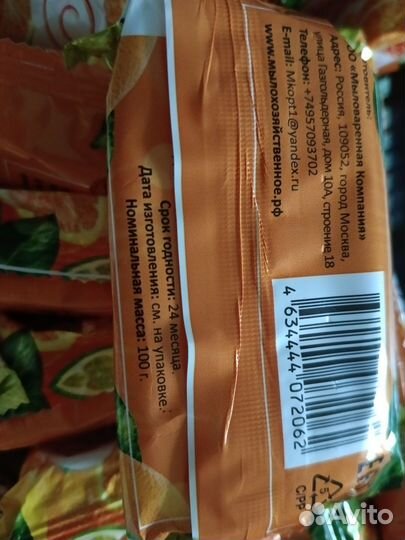 ОО «Мыловаренная Компания»
Адрес: Россия, 109052, город Москва,
улица Газгольдерная, дом 10А, строение 18
Телефон: +74957093702
E-mail: Mkopt1@yandex.ru
www.мылохозяйственное.рф
Срок годности: 24 месяца.
Дата изготовления: см. на упаковке.
Номинальная масса: 100 г.
4 634444 072062
5
Avito